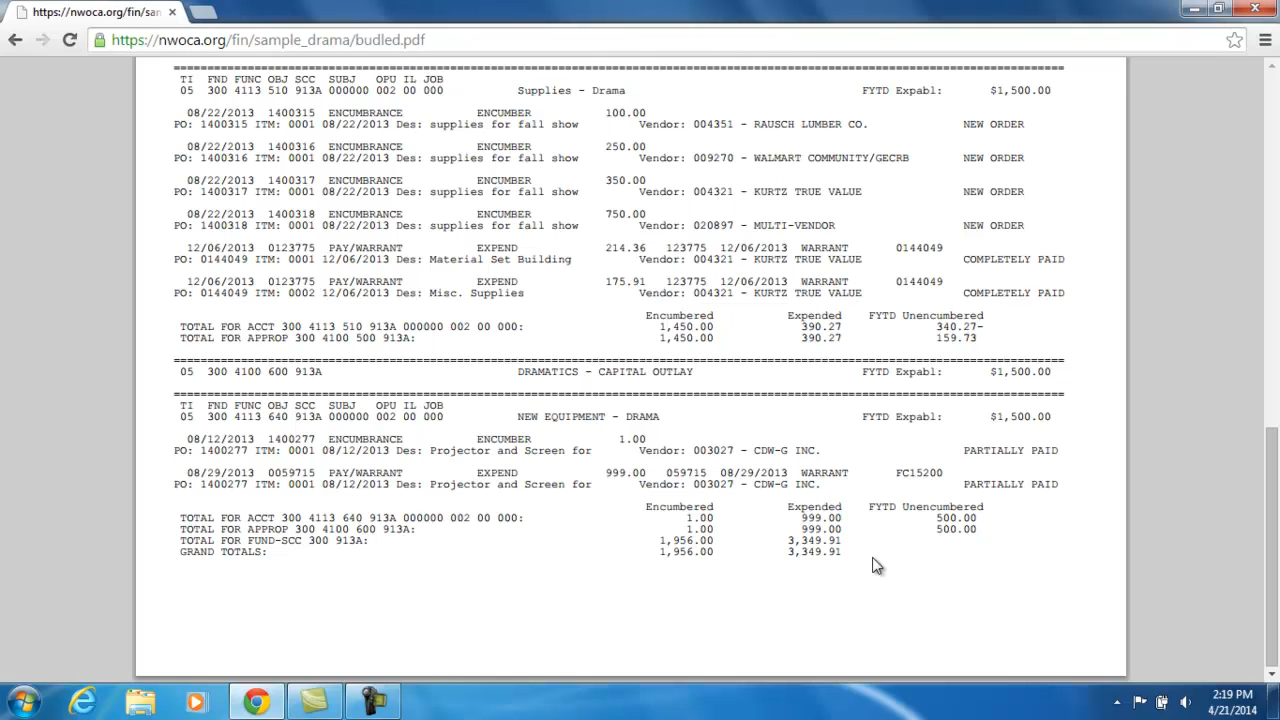 https://nwoca.org/fin/sar
https://nwoca.org/fin/sample_drama/budled.pdf
==================================================================================================================================
TI  FND FUNC OBJ SCC  SUBJ   OPU IL JOB
05  300 4113 510 913A 000000 002 00 000  Supplies - Drama  FYTD Expabl:  $1,500.00
08/22/2013  1400315  ENCUMBRANCE  ENCUMBER  100.00
PO: 1400315 ITM: 0001 08/22/2013 Des: supplies for fall show  Vendor: 004351 - RAUSCH LUMBER CO.  NEW ORDER
08/22/2013  1400316  ENCUMBRANCE  ENCUMBER  250.00
PO: 1400316 ITM: 0001 08/22/2013 Des: supplies for fall show  Vendor: 009270 - WALMART COMMUNITY/GECRB  NEW ORDER
08/22/2013  1400317  ENCUMBRANCE  ENCUMBER  350.00
PO: 1400317 ITM: 0001 08/22/2013 Des: supplies for fall show  Vendor: 004321 - KURTZ TRUE VALUE  NEW ORDER
08/22/2013  1400318  ENCUMBRANCE  ENCUMBER  750.00
PO: 1400318 ITM: 0001 08/22/2013 Des: supplies for fall show  Vendor: 020897 - MULTI-VENDOR  NEW ORDER
12/06/2013  0123775  PAY/WARRANT  EXPEND  214.36  123775  12/06/2013  WARRANT  0144049
PO: 0144049 ITM: 0001 12/06/2013 Des: Material Set Building  Vendor: 004321 - KURTZ TRUE VALUE  COMPLETELY PAID
12/06/2013  0123775  PAY/WARRANT  EXPEND  175.91  123775  12/06/2013  WARRANT  0144049
PO: 0144049 ITM: 0002 12/06/2013 Des: Misc. Supplies  Vendor: 004321 - KURTZ TRUE VALUE  COMPLETELY PAID
Encumbered  Expended  FYTD Unencumbered
TOTAL FOR ACCT 300 4113 510 913A 000000 002 00 000:  1,450.00  390.27  340.27-
TOTAL FOR APPROP 300 4100 500 913A:  1,450.00  390.27  159.73
==================================================================================================================================
05  300 4100 600 913A  DRAMATICS - CAPITAL OUTLAY  FYTD Expabl:  $1,500.00
==================================================================================================================================
TI  FND FUNC OBJ SCC  SUBJ   OPU IL JOB
05  300 4113 640 913A 000000 002 00 000  NEW EQUIPMENT - DRAMA  FYTD Expabl:  $1,500.00
08/12/2013  1400277  ENCUMBRANCE  ENCUMBER  1.00
PO: 1400277 ITM: 0001 08/12/2013 Des: Projector and Screen for  Vendor: 003027 - CDW-G INC.  PARTIALLY PAID
08/29/2013  0059715  PAY/WARRANT  EXPEND  999.00  059715  08/29/2013  WARRANT  FC15200
PO: 1400277 ITM: 0001 08/12/2013 Des: Projector and Screen for  Vendor: 003027 - CDW-G INC.  PARTIALLY PAID
Encumbered  Expended  FYTD Unencumbered
TOTAL FOR ACCT 300 4113 640 913A 000000 002 00 000:  1.00  999.00  500.00
TOTAL FOR APPROP 300 4100 600 913A:  1.00  999.00  500.00
TOTAL FOR FUND-SCC 300 913A:  1,956.00  3,349.91
GRAND TOTALS:  1,956.00  3,349.91
2:19 PM
4/21/2014